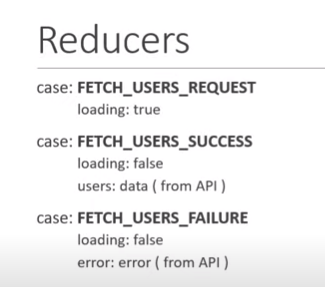 Reducers
case: FETCH_USERS_REQUEST
loading: true
case: FETCH_USERS_SUCCESS
loading: false
users: data ( from API )
case: FETCH_USERS_FAILURE
loading: false
error: error ( from API )